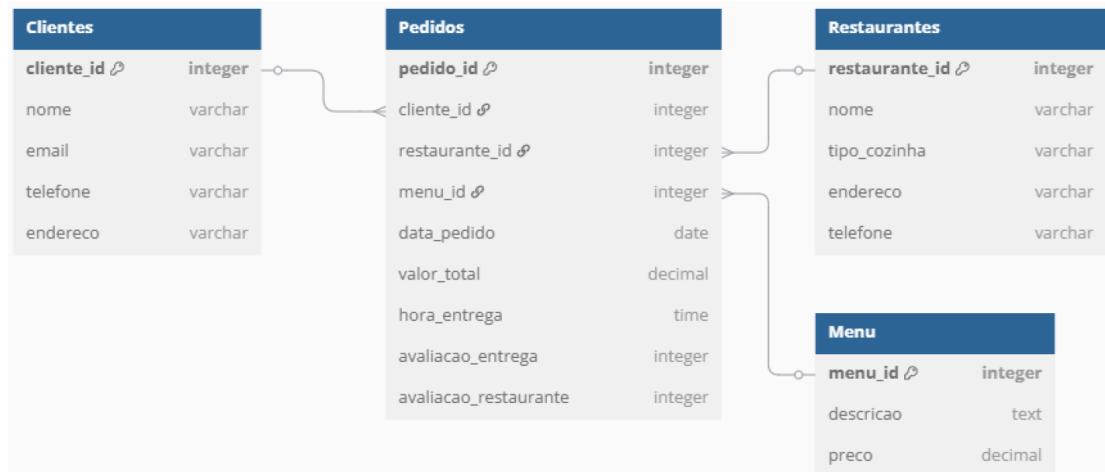 Clientes
cliente_id integer
nome varchar
email varchar
telefone varchar
endereco varchar
Pedidos
pedido_id integer
cliente_id integer
restaurante_id integer
menu_id integer
data_pedido date
valor_total decimal
hora_entrega time
avaliacao_entrega integer
avaliacao_restaurante integer
Restaurantes
restaurante_id integer
nome varchar
tipo_cozinha varchar
endereco varchar
telefone varchar
Menu
menu_id integer
descricao text
preco decimal